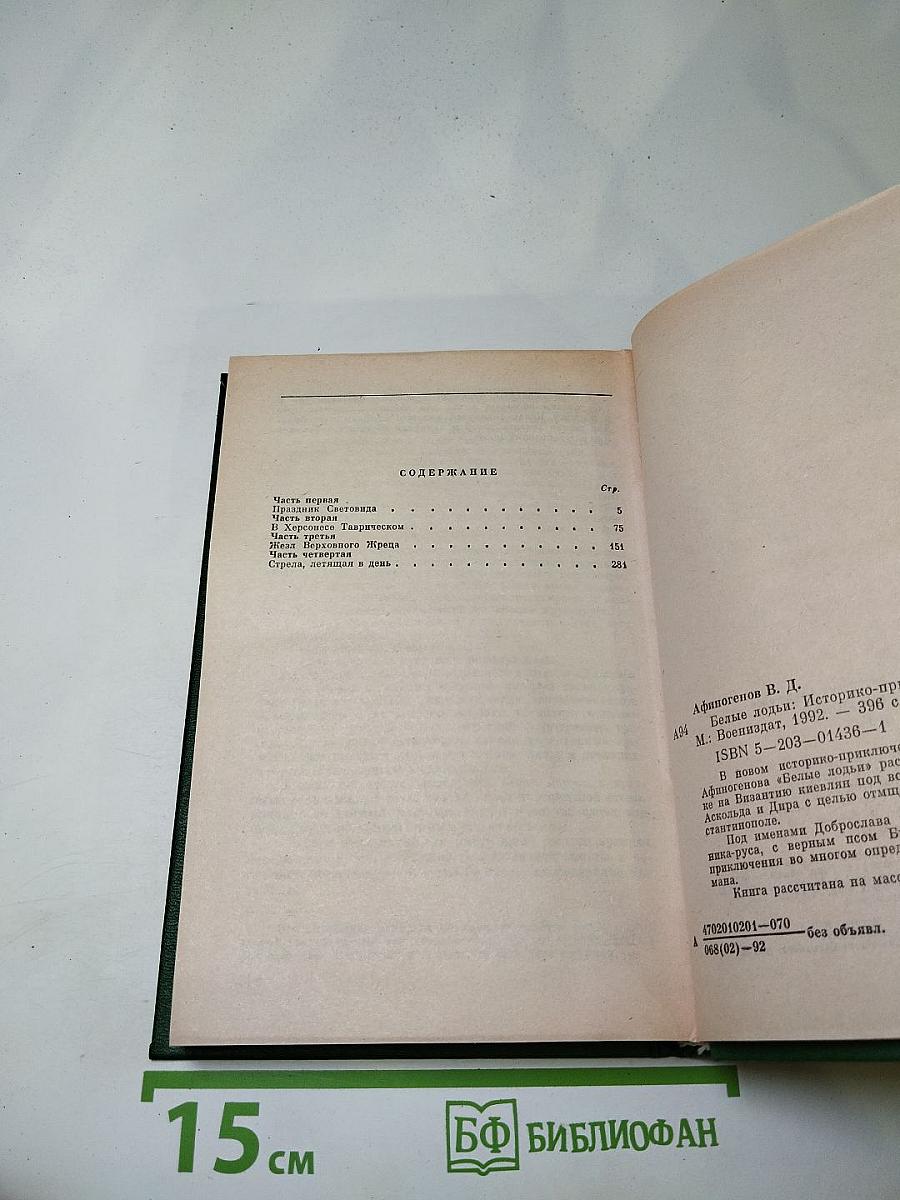 СОДЕРЖАНИЕ
Стр.
Часть первая
Праздник Световида . . . . . . . . . . . . 5
Часть вторая
В Херсонесе Таврическом . . . . . . . . . . . 75
Часть третья
Жезл Верховного Жреца . . . . . . . . . . . 151
Часть четвертая
Стрела, летящая в день . . . . . . . . . . . . 281
Афиногенов В. Д.
А94
Белые лодьи: Историко-при
М.: Воениздат, 1992. — 396 с
ISBN 5—203—01436—1
В новом историко-приключе
Афиногенова «Белые лодьи» рас
ке на Византию киевлян под во
Аскольда и Дира с целью отмщ
стантинополе.
Под именами Доброслава
ника-руса, с верным псом Б
приключения во многом опред
мана.
Книга рассчитана на масс
А 4702010201—070
068(02)—92
без объявл.
15 см
БФ БИБЛИОФАН